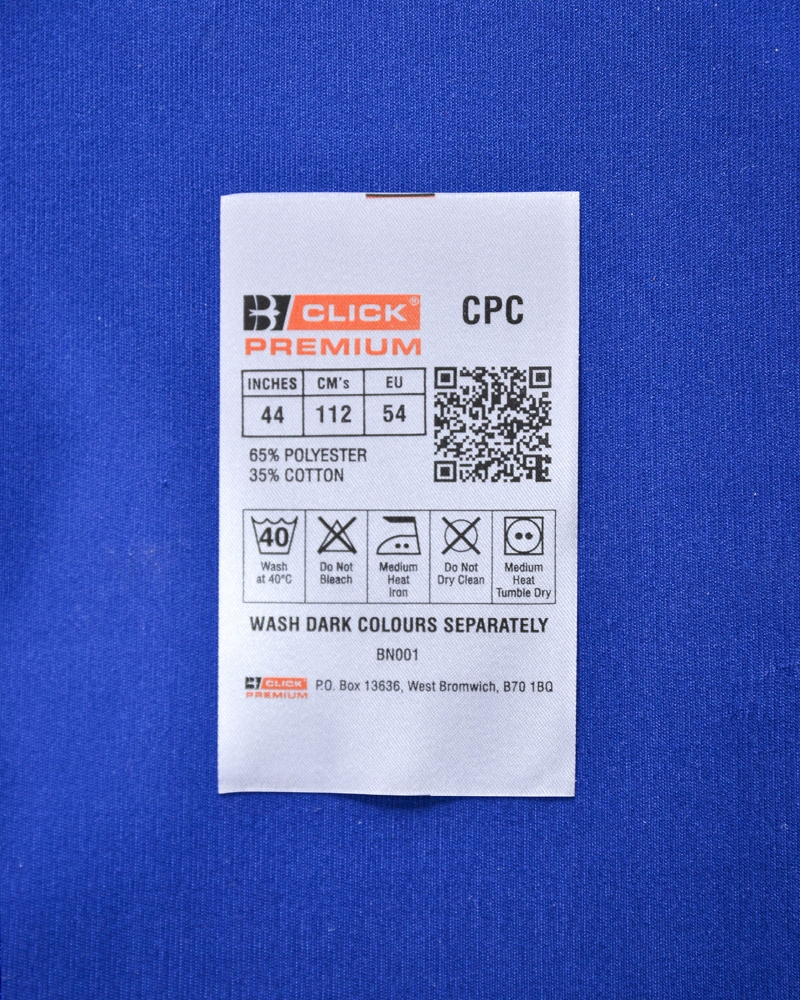 B CLICK® CPC
PREMIUM
INCHES CM's EU
44 112 54
65% POLYESTER
35% COTTON
40
Wash at 40°C
Do Not Bleach
Medium Heat Iron
Do Not Dry Clean
Medium Heat Tumble Dry
WASH DARK COLOURS SEPARATELY
BN001
B CLICK PREMIUM P.O. Box 13636, West Bromwich, B70 1BQ